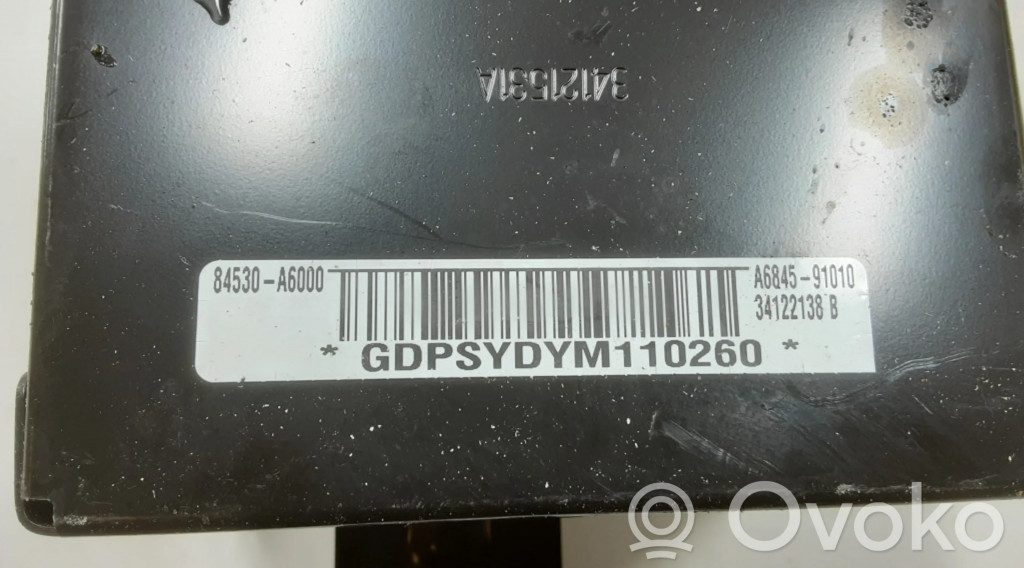 34121531A
84530-A6000
A6845-91010
34122138 B
* GDPSYDYM110260 *
Ovoko